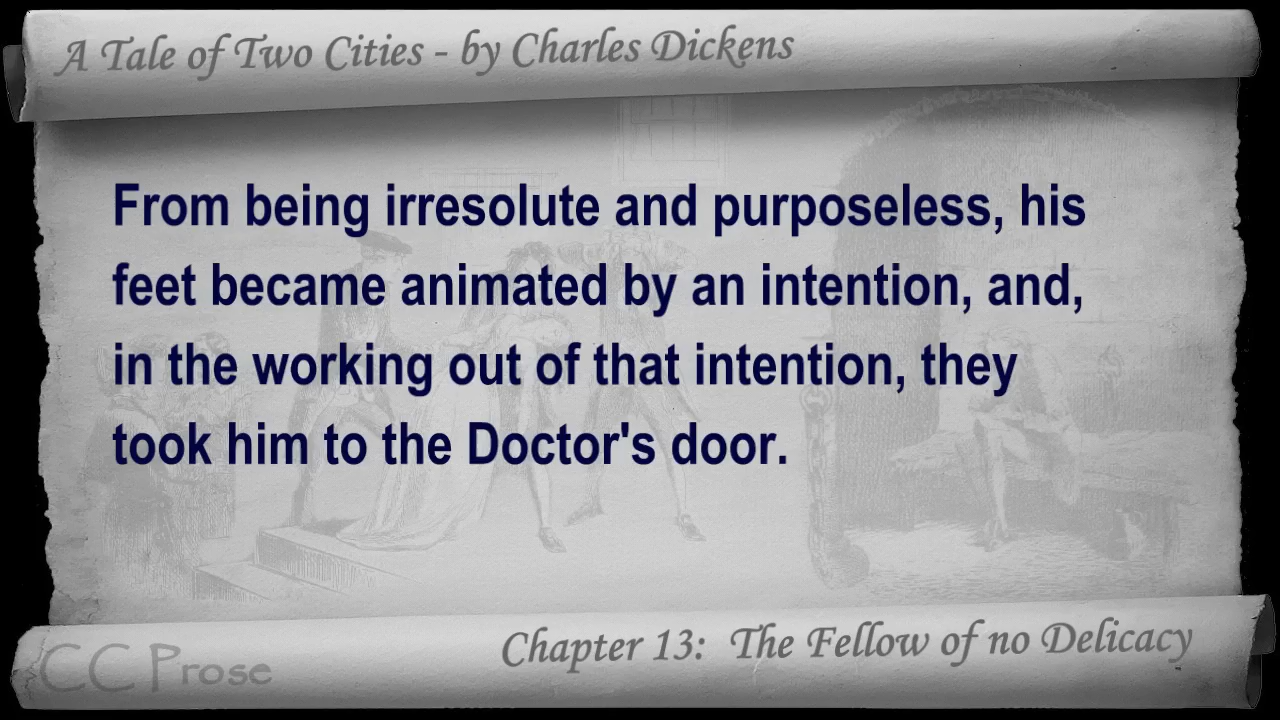 A Tale of Two Cities - by Charles Dickens
From being irresolute and purposeless, his
feet became animated by an intention, and,
in the working out of that intention, they
took him to the Doctor's door.
Chapter 13: The Fellow of no Delicacy
CC Prose